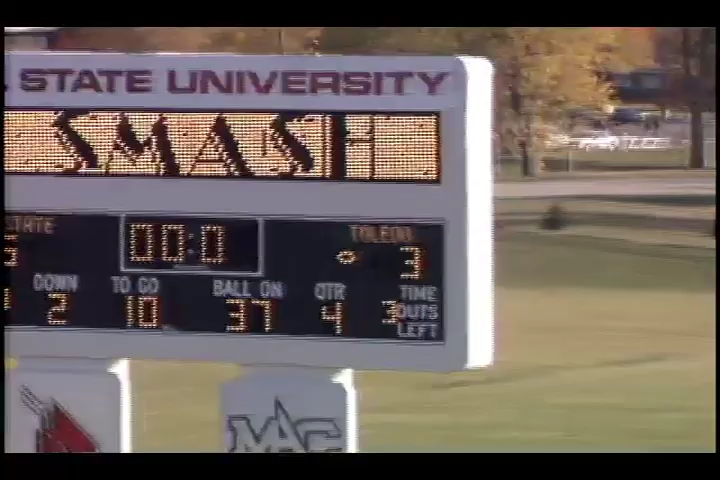 STATE UNIVERSITY
SMASH
STATE 00:0 TOLEDO
3
DOWN TO GO BALL ON QTR TIME OUTS LEFT
2 10 37 4 3
MAC